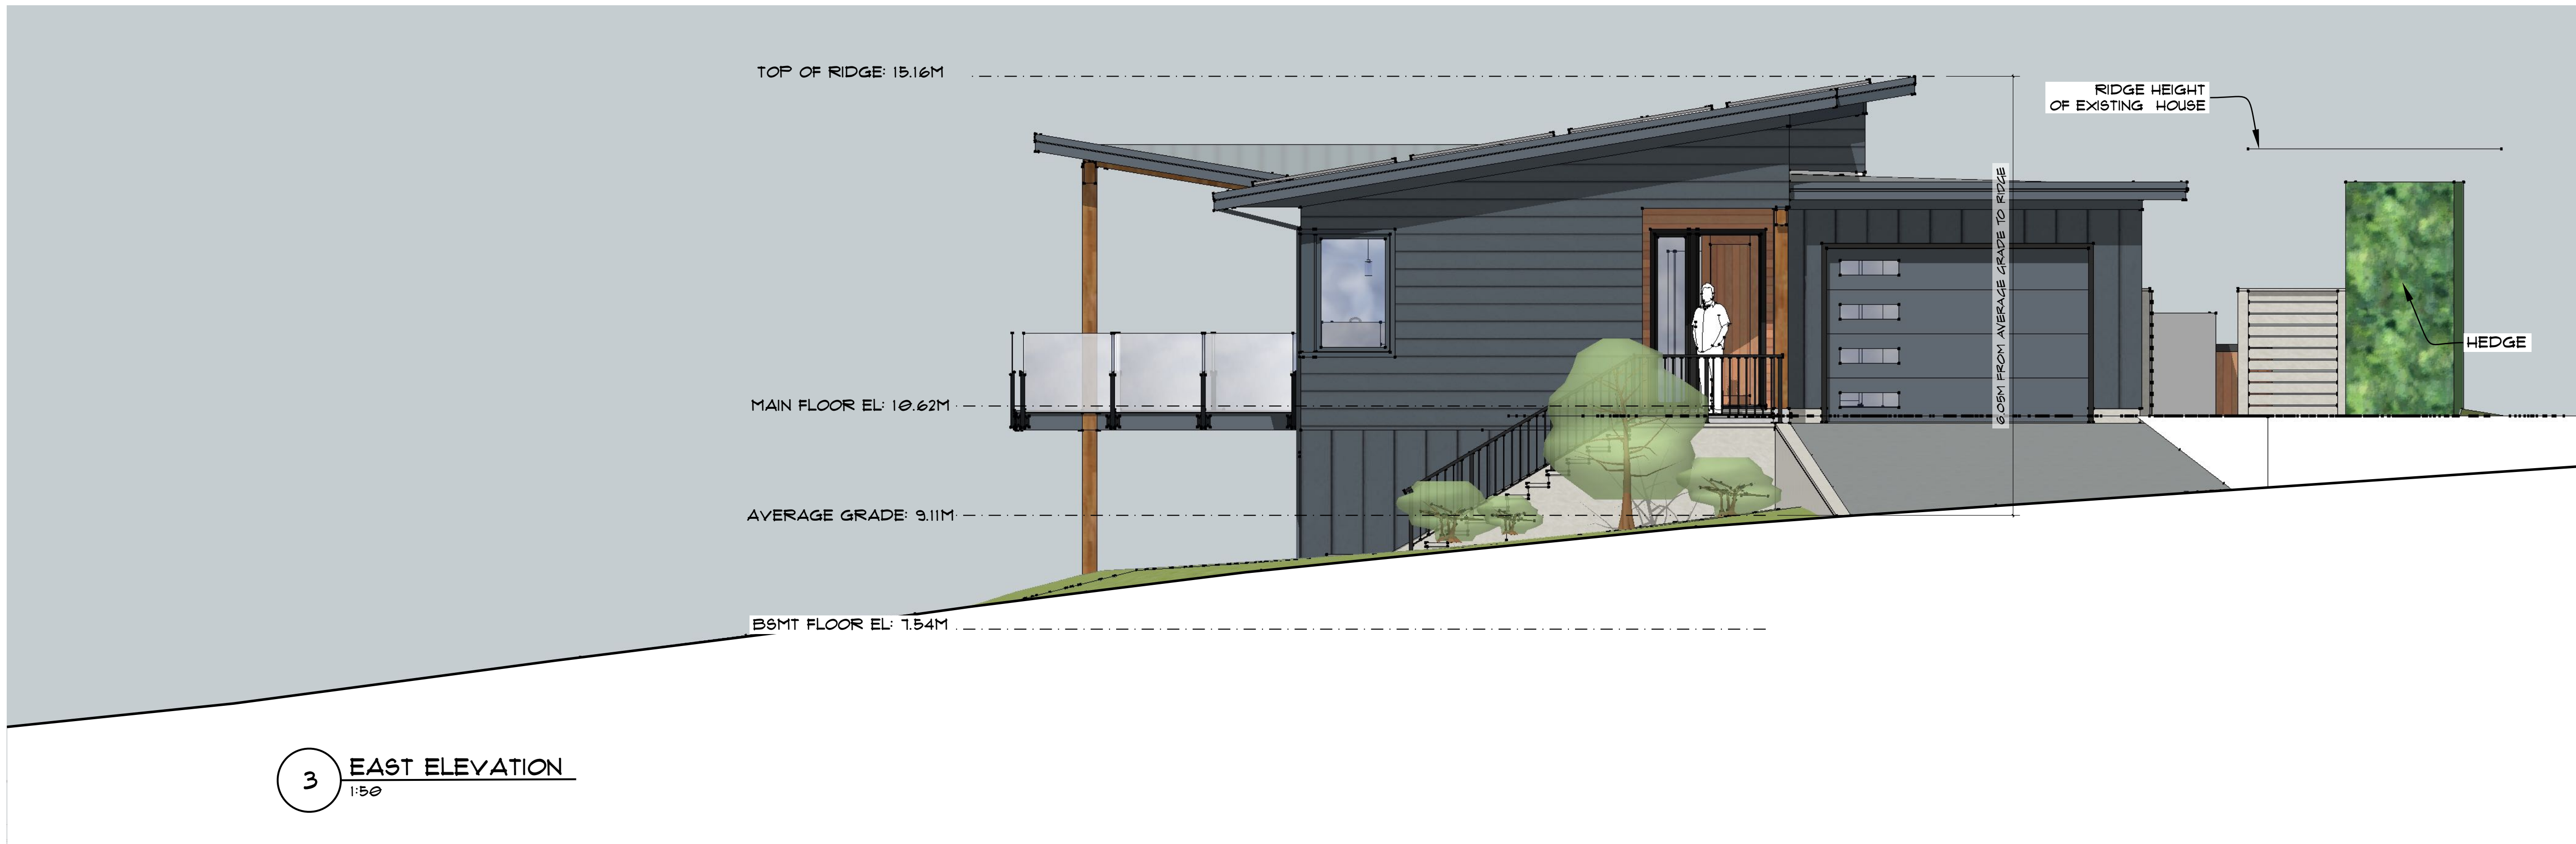 TOP OF RIDGE: 15.16M
RIDGE HEIGHT
OF EXISTING HOUSE
6.05M FROM AVERAGE GRADE TO RIDGE
HEDGE
MAIN FLOOR EL: 10.62M
AVERAGE GRADE: 9.11M
BSMT FLOOR EL: 7.54M
3 EAST ELEVATION
1:50